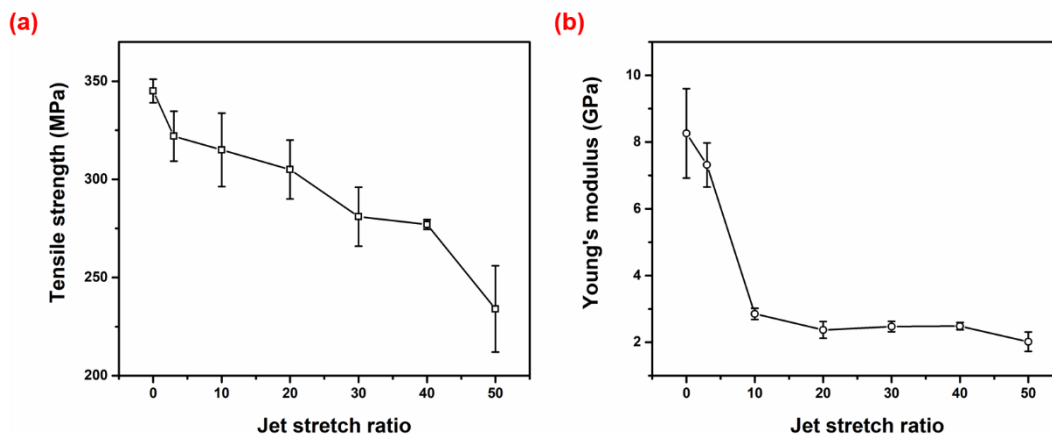 (a)
Tensile strength (MPa)
350
300
250
200
0 10 20 30 40 50
Jet stretch ratio
(b)
Young's modulus (GPa)
10
8
6
4
2
0 10 20 30 40 50
Jet stretch ratio